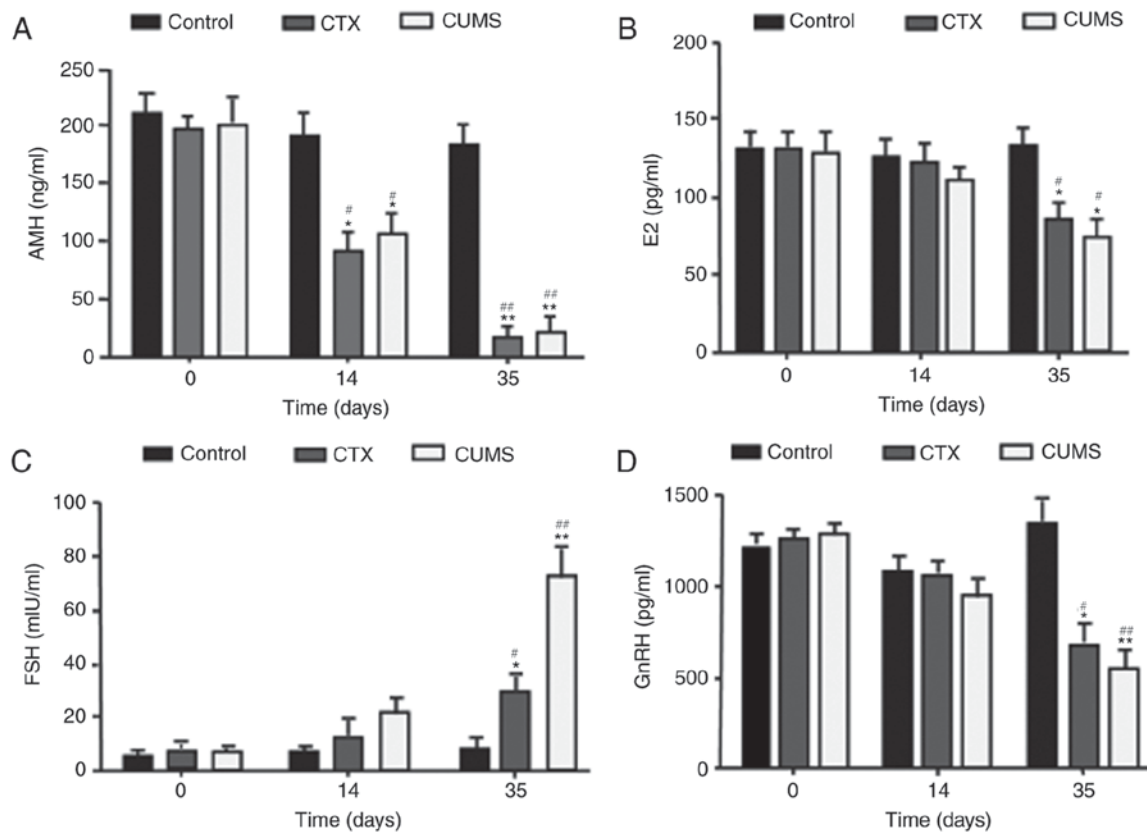 A
Control CTX CUMS
AMH (ng/ml)
250
200
150
100
50
0
#
*
#
*
##
**
##
**
0 14 35
Time (days)
B
Control CTX CUMS
E2 (pg/ml)
200
150
100
50
0
#
*
#
*
0 14 35
Time (days)
C
Control CTX CUMS
FSH (mIU/ml)
100
80
60
40
20
0
#
*
##
**
0 14 35
Time (days)
D
Control CTX CUMS
GnRH (pg/ml)
1500
1000
500
0
#
*
##
**
0 14 35
Time (days)